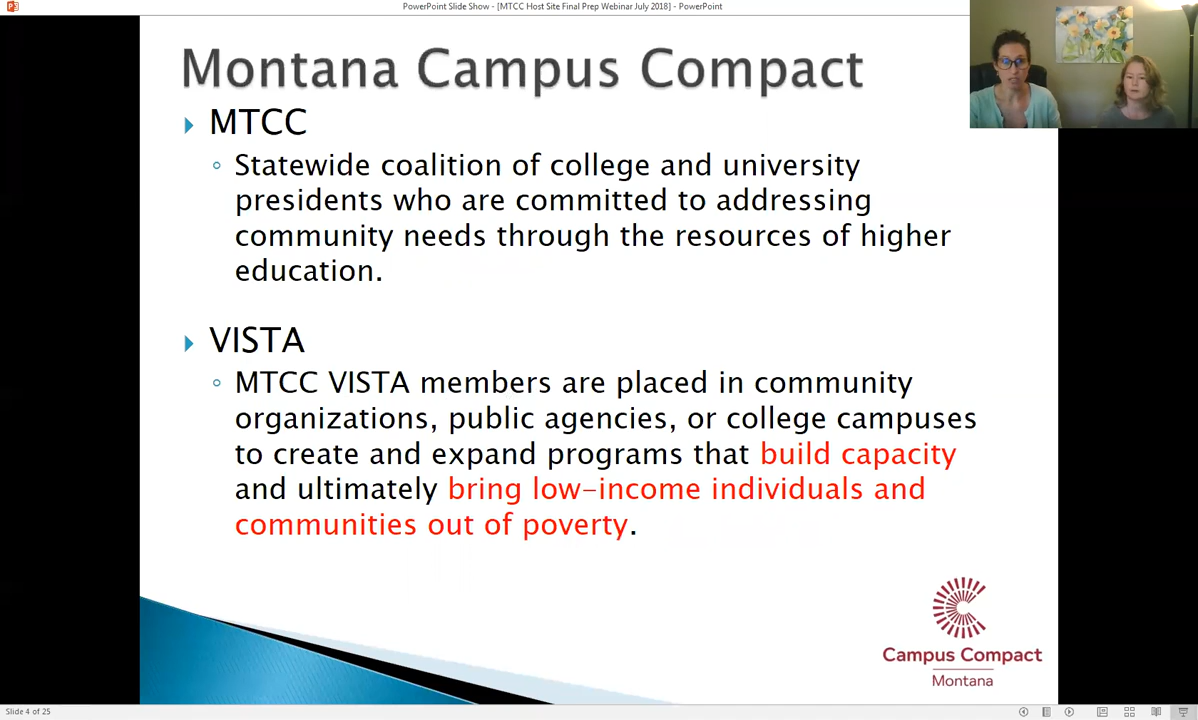 PowerPoint Slide Show - [MTCC Host Site Final Prep Webinar July 2018] - PowerPoint
Montana Campus Compact
MTCC
Statewide coalition of college and university
presidents who are committed to addressing
community needs through the resources of higher
education.
VISTA
MTCC VISTA members are placed in community
organizations, public agencies, or college campuses
to create and expand programs that build capacity
and ultimately bring low-income individuals and
communities out of poverty.
Campus Compact
Montana
Slide 4 of 25